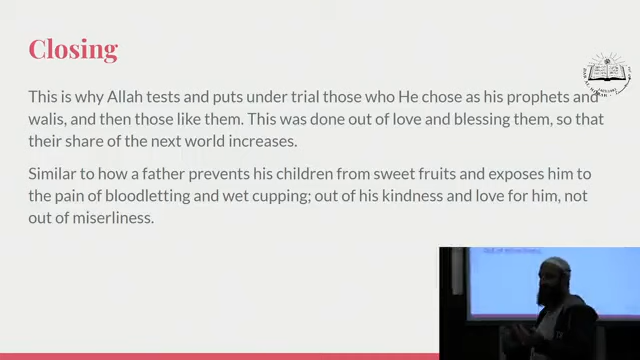 Closing
This is why Allah tests and puts under trial those who He chose as his prophets and
walis, and then those like them. This was done out of love and blessing them, so that
their share of the next world increases.
Similar to how a father prevents his children from sweet fruits and exposes him to
the pain of bloodletting and wet cupping; out of his kindness and love for him, not
out of miserliness.